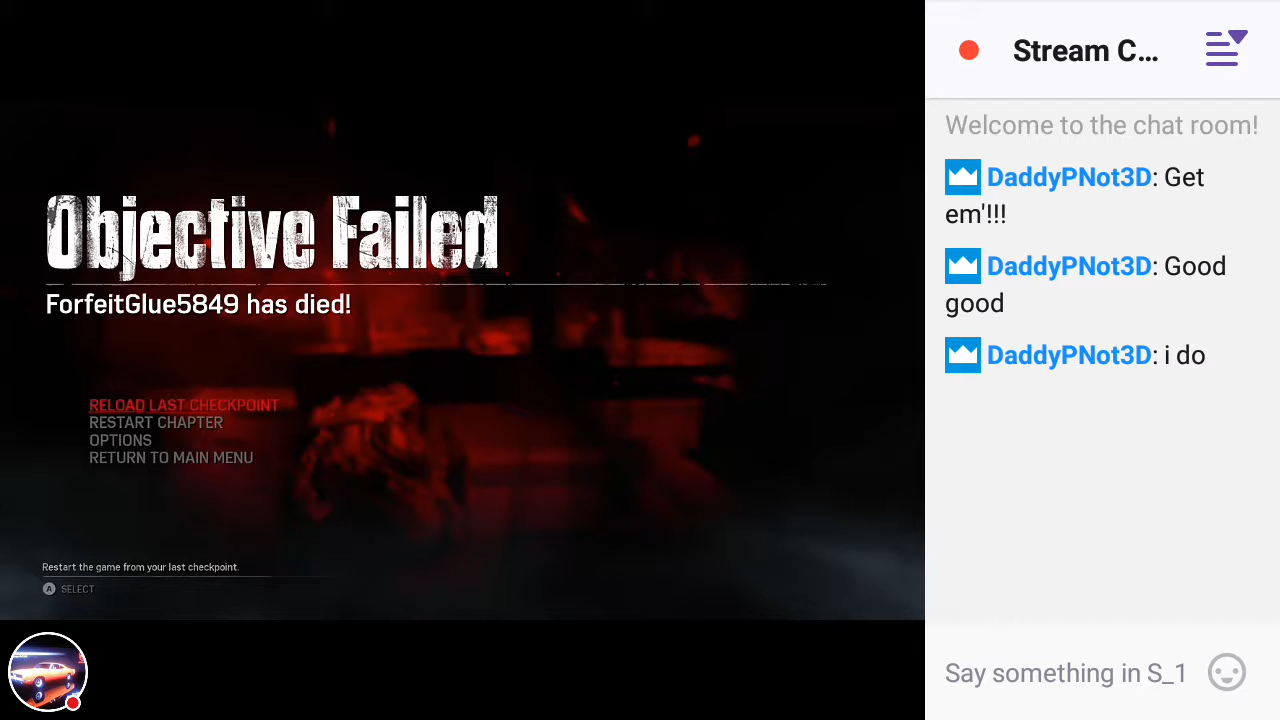 Objective Failed
ForfeitGlue5849 has died!
RELOAD LAST CHECKPOINT
RESTART CHAPTER
OPTIONS
RETURN TO MAIN MENU
Restart the game from your last checkpoint.
A SELECT
Stream C...
Welcome to the chat room!
DaddyPNot3D: Get
em'!!!
DaddyPNot3D: Good
good
DaddyPNot3D: i do
Say something in S_1